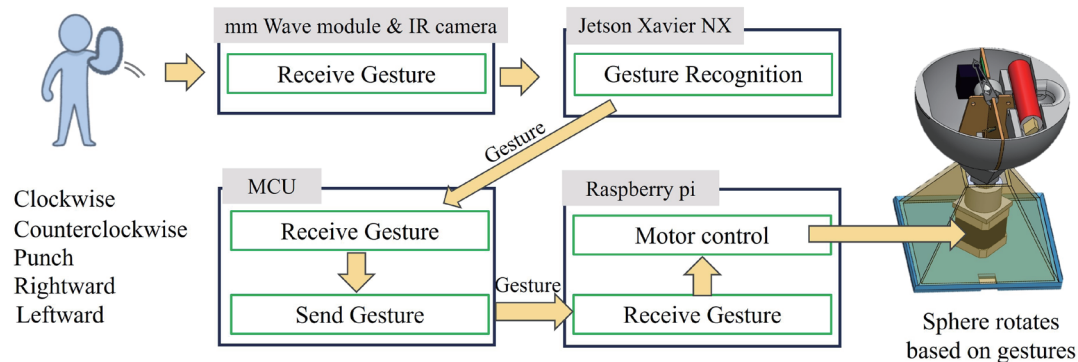 mm Wave module & IR camera
Receive Gesture
Jetson Xavier NX
Gesture Recognition
Gesture
Clockwise
Counterclockwise
Punch
Rightward
Leftward
MCU
Receive Gesture
Send Gesture
Gesture
Raspberry pi
Motor control
Receive Gesture
Sphere rotates
based on gestures